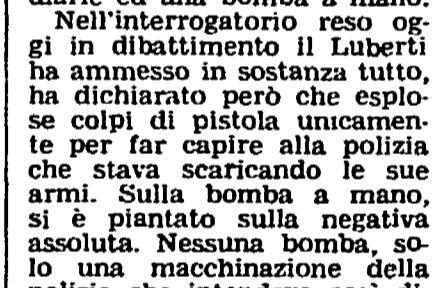 Nell'interrogatorio reso og-
gi in dibattimento il Luberti
ha ammesso in sostanza tutto,
ha dichiarato però che esplo-
se colpi di pistola unicamen-
te per far capire alla polizia
che stava scaricando le sue
armi. Sulla bomba a mano,
si è piantato sulla negativa
assoluta. Nessuna bomba, so-
lo una macchinazione della